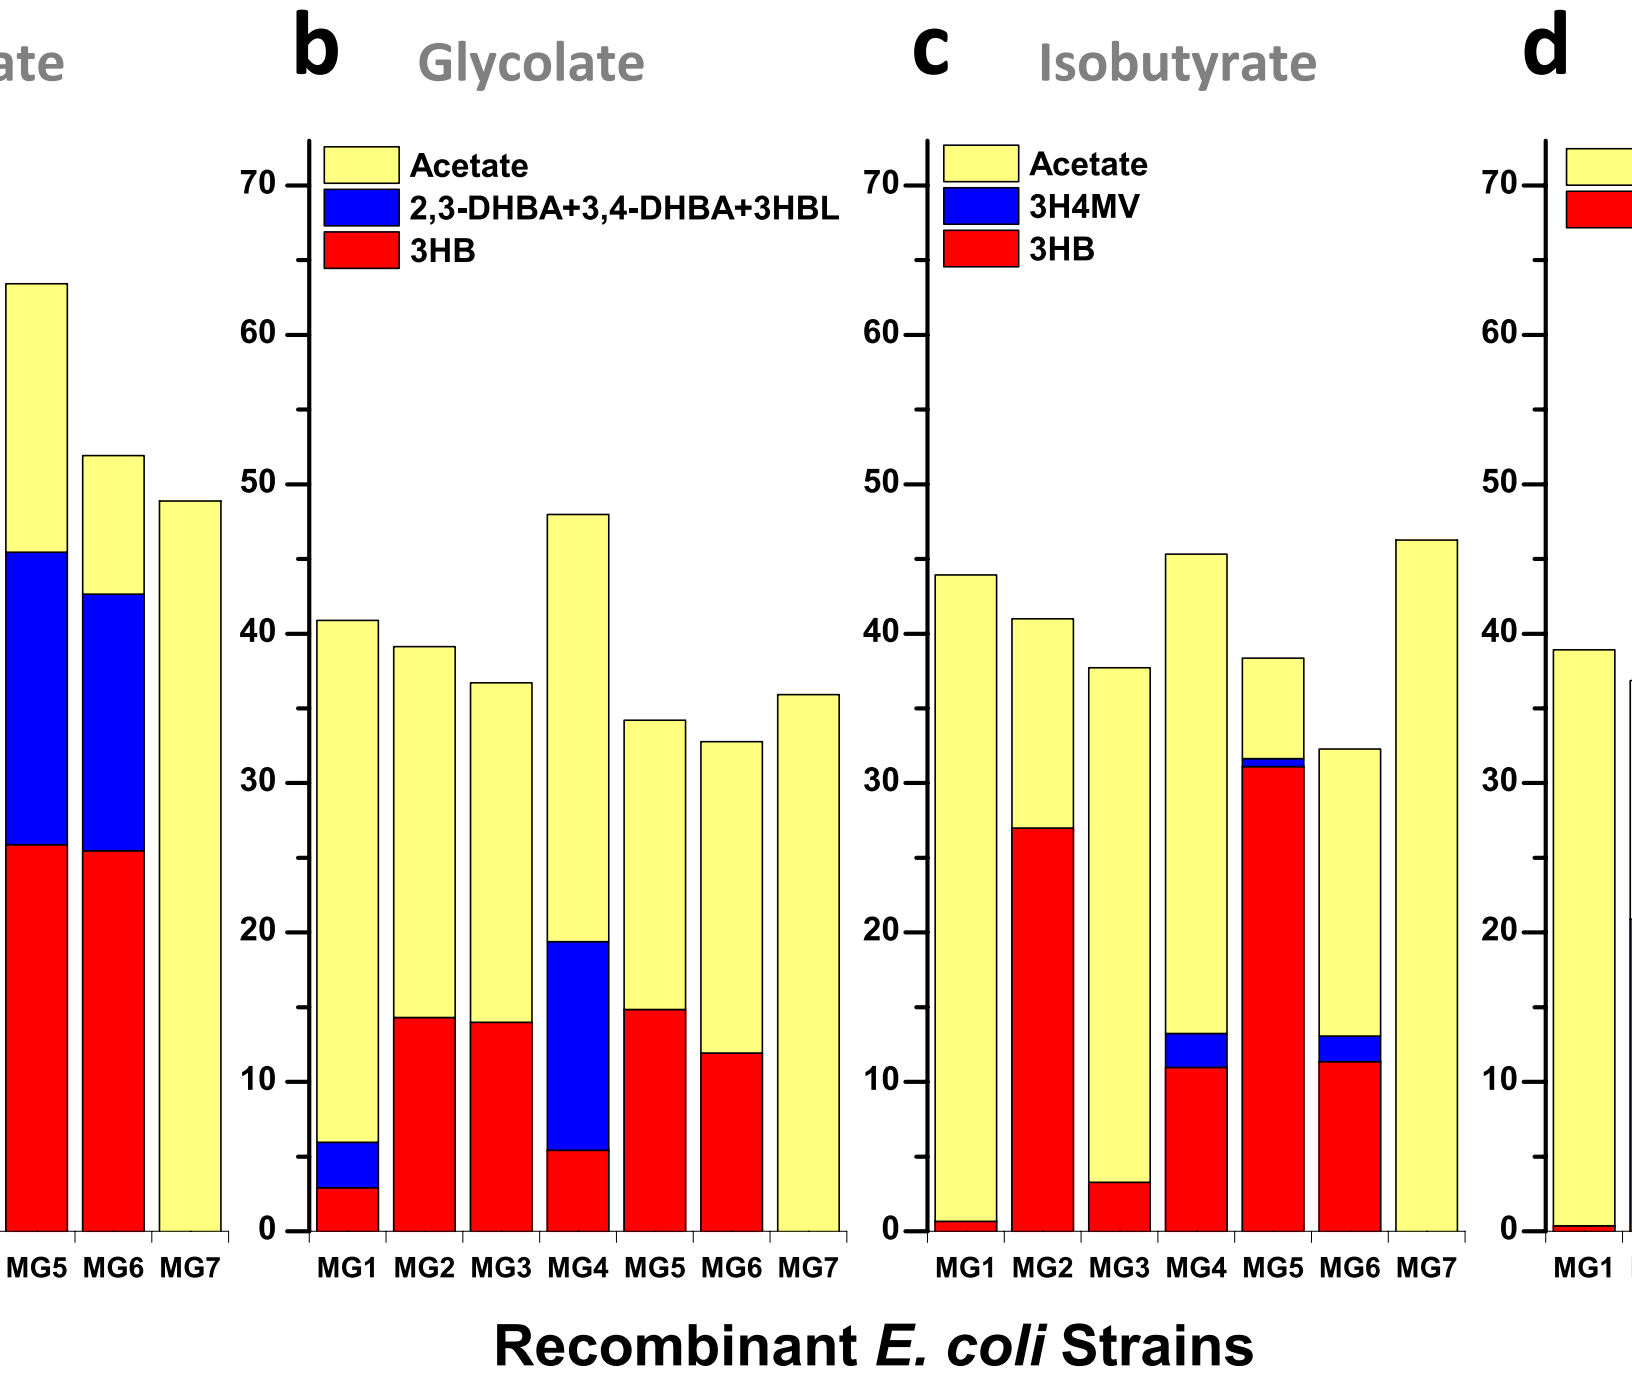 ate
b Glycolate
c Isobutyrate
d
Acetate
2,3-DHBA+3,4-DHBA+3HBL
3HB
Acetate
3H4MV
3HB
70
60
50
40
30
20
10
0
70
60
50
40
30
20
10
0
70
60
50
40
30
20
10
0
MG5 MG6 MG7
MG1 MG2 MG3 MG4 MG5 MG6 MG7
MG1 MG2 MG3 MG4 MG5 MG6 MG7
MG1
Recombinant E. coli Strains